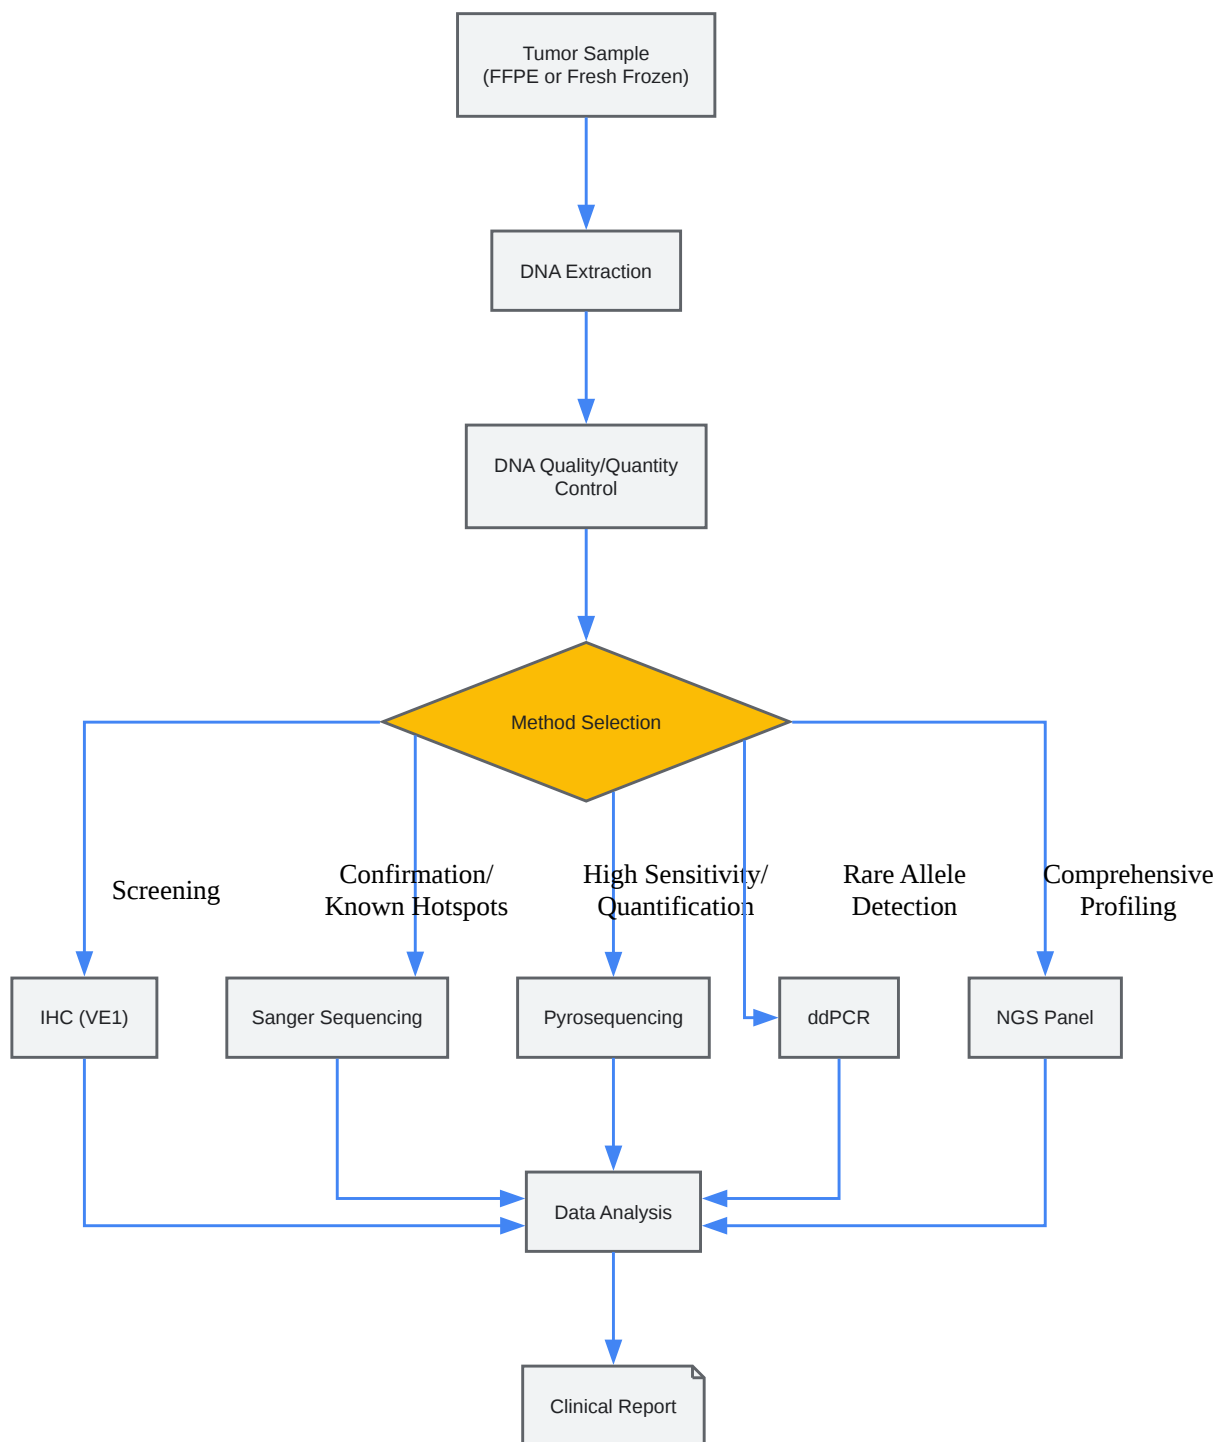 Tumor Sample
(FFPE or Fresh Frozen)
DNA Extraction
DNA Quality/Quantity
Control
Method Selection
Screening
Confirmation/
Known Hotspots
High Sensitivity/
Quantification
Rare Allele
Detection
Comprehensive
Profiling
IHC (VE1)
Sanger Sequencing
Pyrosequencing
ddPCR
NGS Panel
Data Analysis
Clinical Report